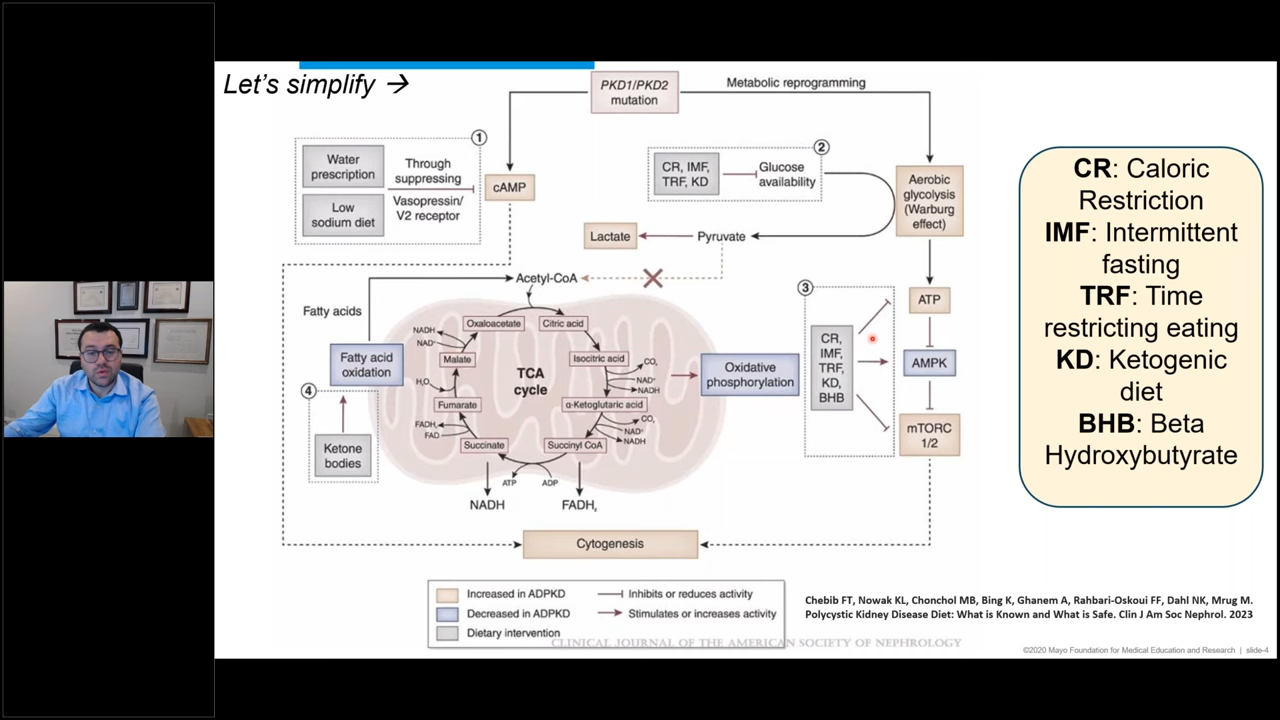 Let's simplify →
PKD1/PKD2
mutation
Metabolic reprogramming
1
Water
prescription
Low
sodium diet
Through
suppressing
Vasopressin/
V2 receptor
cAMP
2
CR, IMF,
TRF, KD
Glucose
availability
Aerobic
glycolysis
(Warburg
effect)
Lactate
Pyruvate
Acetyl-CoA
Fatty acids
Fatty acid
oxidation
4
Ketone
bodies
TCA
cycle
Oxaloacetate
Citric acid
Isocitric acid
CO,
NAD⁺
NADH
α-Ketoglutaric acid
CO,
NAD⁺
NADH
Succinyl CoA
ADP
ATP
Succinate
FADH,
FAD
Fumarate
H,O
Malate
NADH
NAD⁺
NADH
FADH,
Oxidative
phosphorylation
3
CR,
IMF,
TRF,
KD,
BHB
ATP
AMPK
mTORC
1/2
Cytogenesis
Increased in ADPKD
Decreased in ADPKD
Dietary intervention
Inhibits or reduces activity
Stimulates or increases activity
CLINICAL JOURNAL OF THE AMERICAN SOCIETY OF NEPHROLOGY
CR: Caloric
Restriction
IMF: Intermittent
fasting
TRF: Time
restricting eating
KD: Ketogenic
diet
BHB: Beta
Hydroxybutyrate
Chebib FT, Nowak KL, Chonchol MB, Bing K, Ghanem A, Rahbari-Oskoui FF, Dahl NK, Mrug M.
Polycystic Kidney Disease Diet: What is Known and What is Safe. Clin J Am Soc Nephrol. 2023
©2020 Mayo Foundation for Medical Education and Research | slide-4